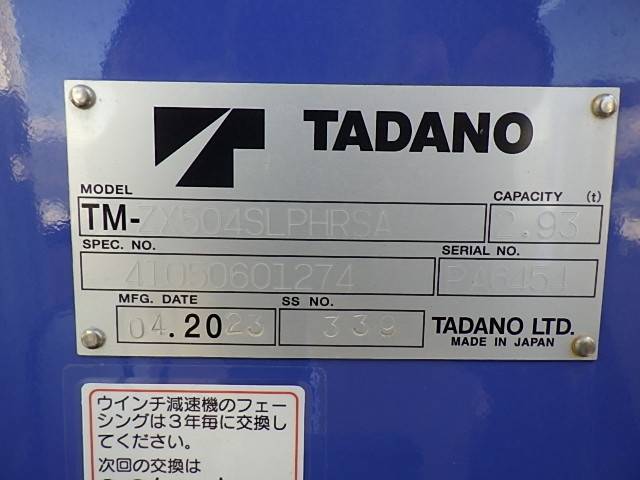 TADANO
MODEL
TM-ZX504SLPHRSA
CAPACITY (t)
2.93
SPEC. NO.
41050601274
SERIAL NO.
PA6454
MFG. DATE
04.2023
SS NO.
339
TADANO LTD.
MADE IN JAPAN
ウインチ減速機のフェー
シングは3年毎に交換し
てください。
次回の交換は